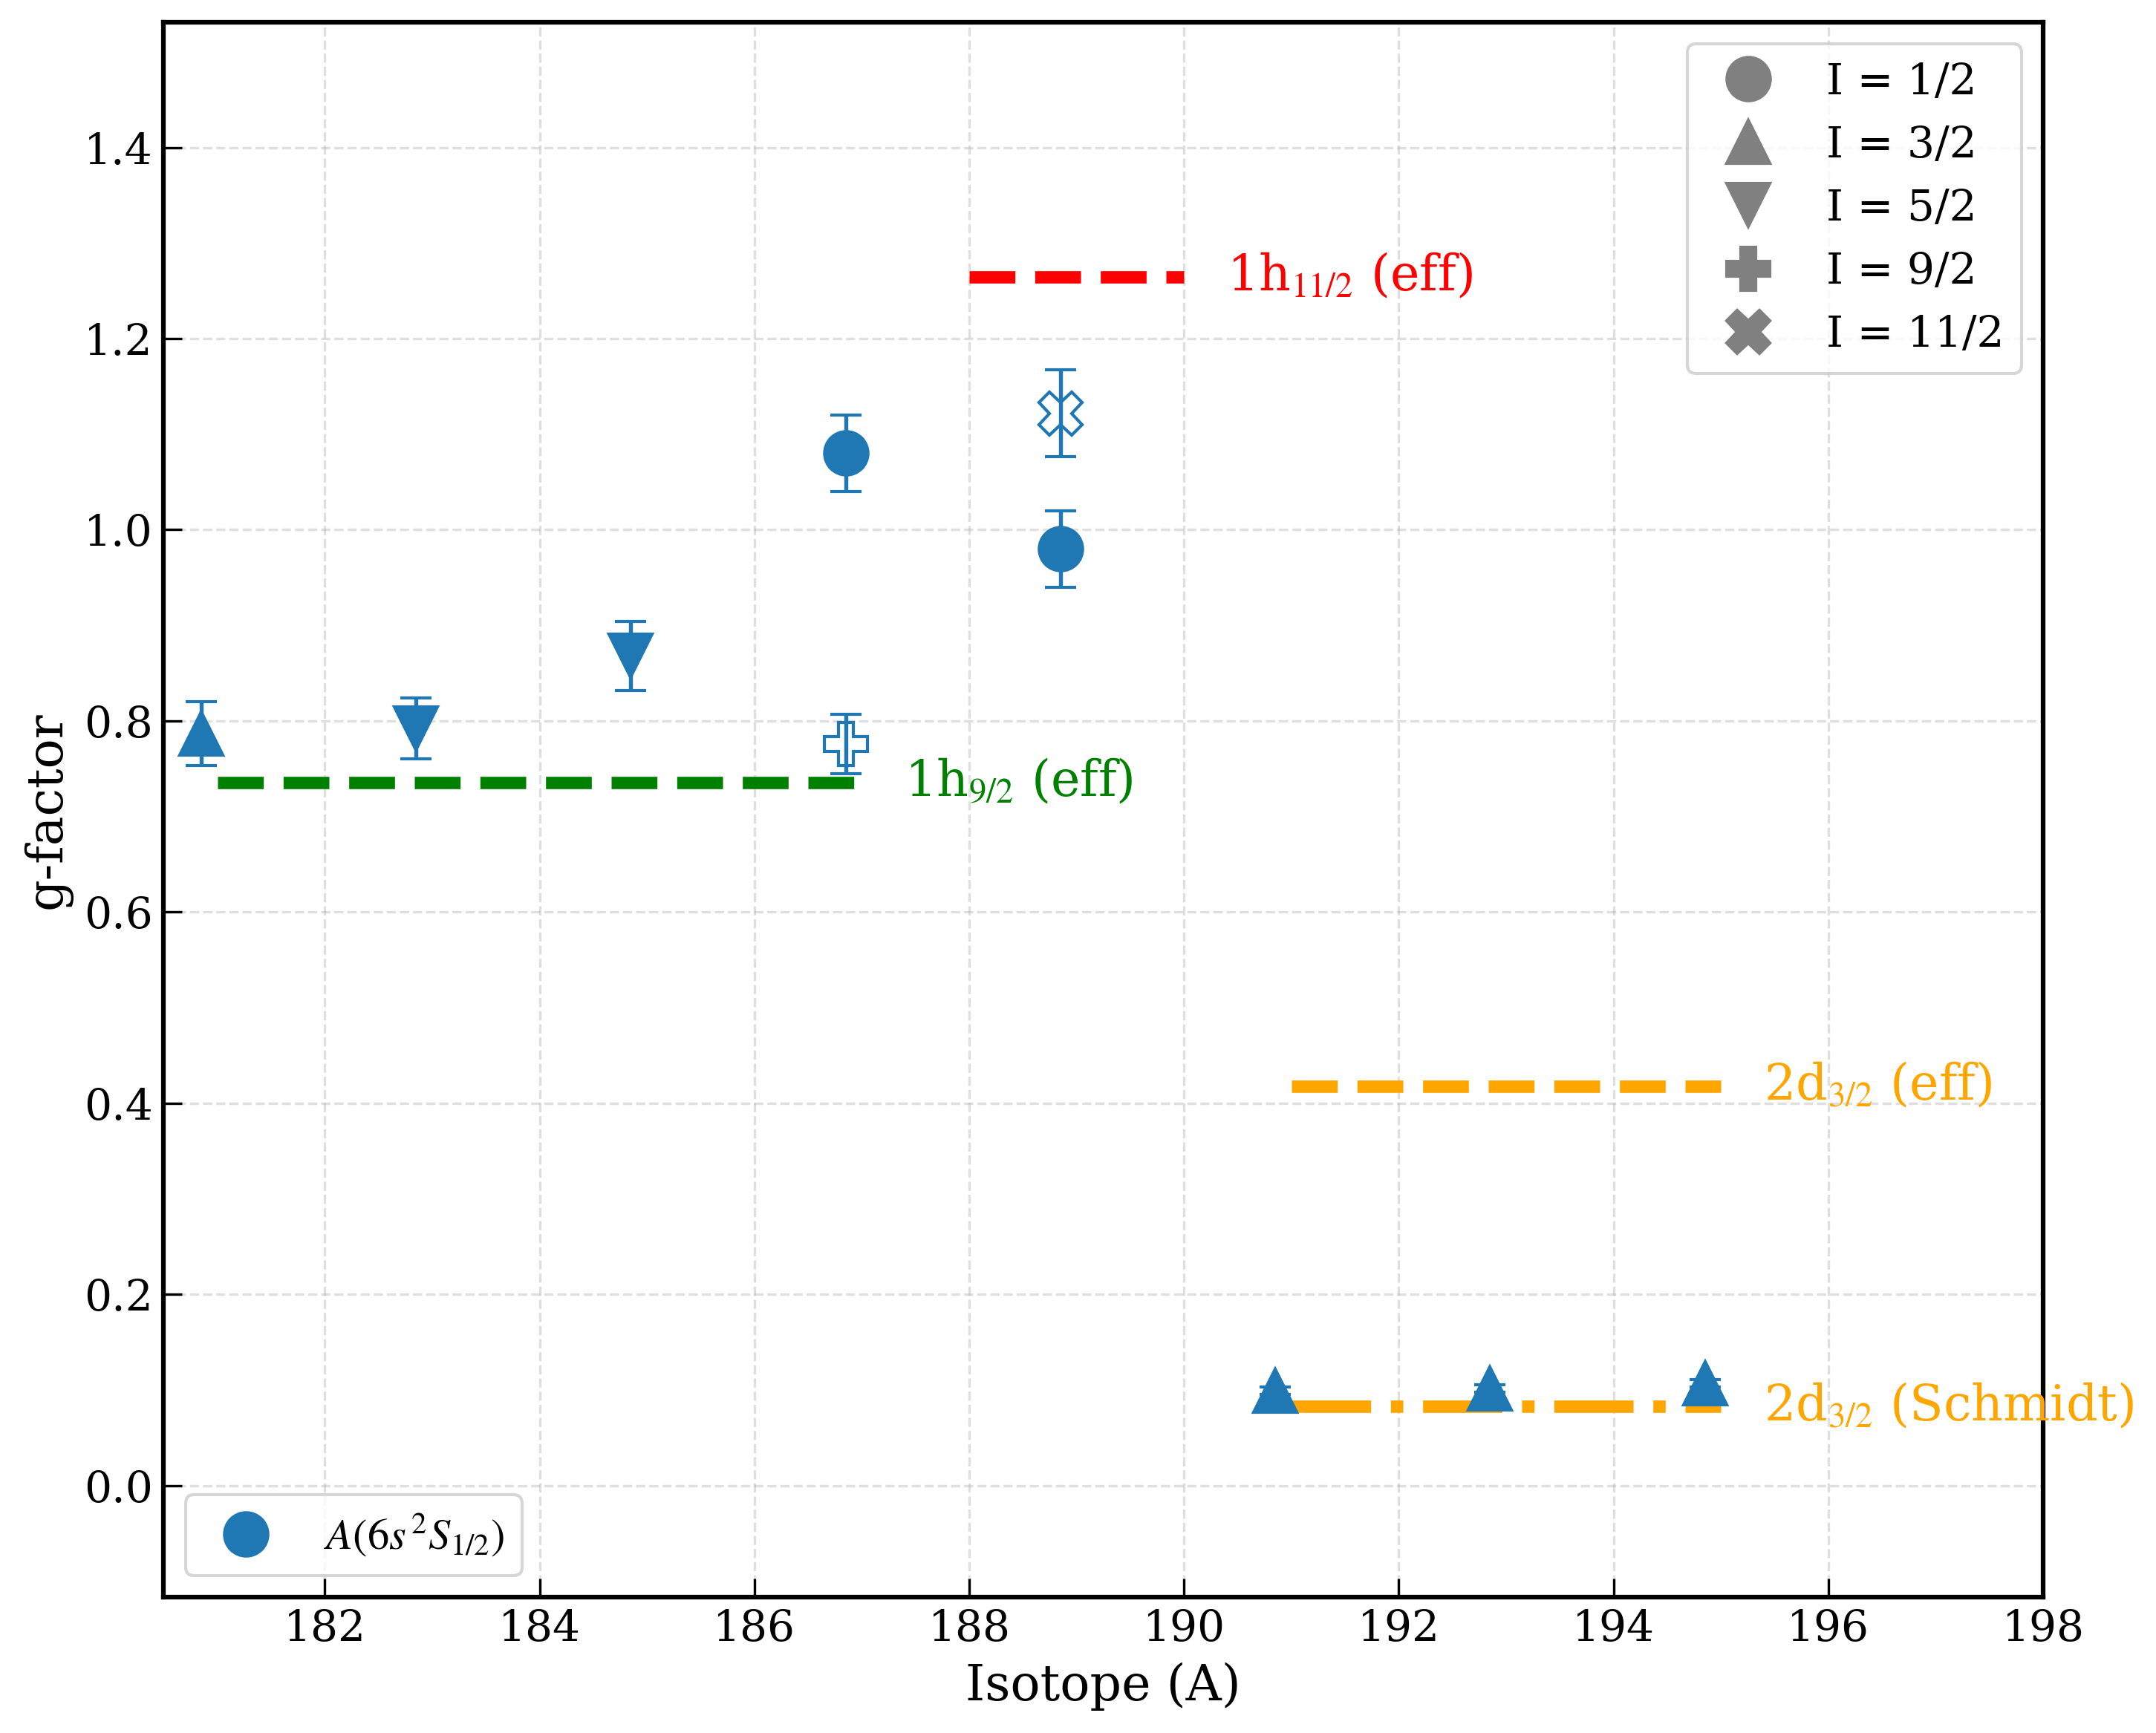 1.4
1.2
1.0
0.8
0.6
0.4
0.2
0.0
g-factor
182 184 186 188 190 192 194 196 198
Isotope (A)
I = 1/2
I = 3/2
I = 5/2
I = 9/2
I = 11/2
1h₁₁/₂ (eff)
1h₉/₂ (eff)
2d₃/₂ (eff)
2d₃/₂ (Schmidt)
A(6s ²S₁/₂)